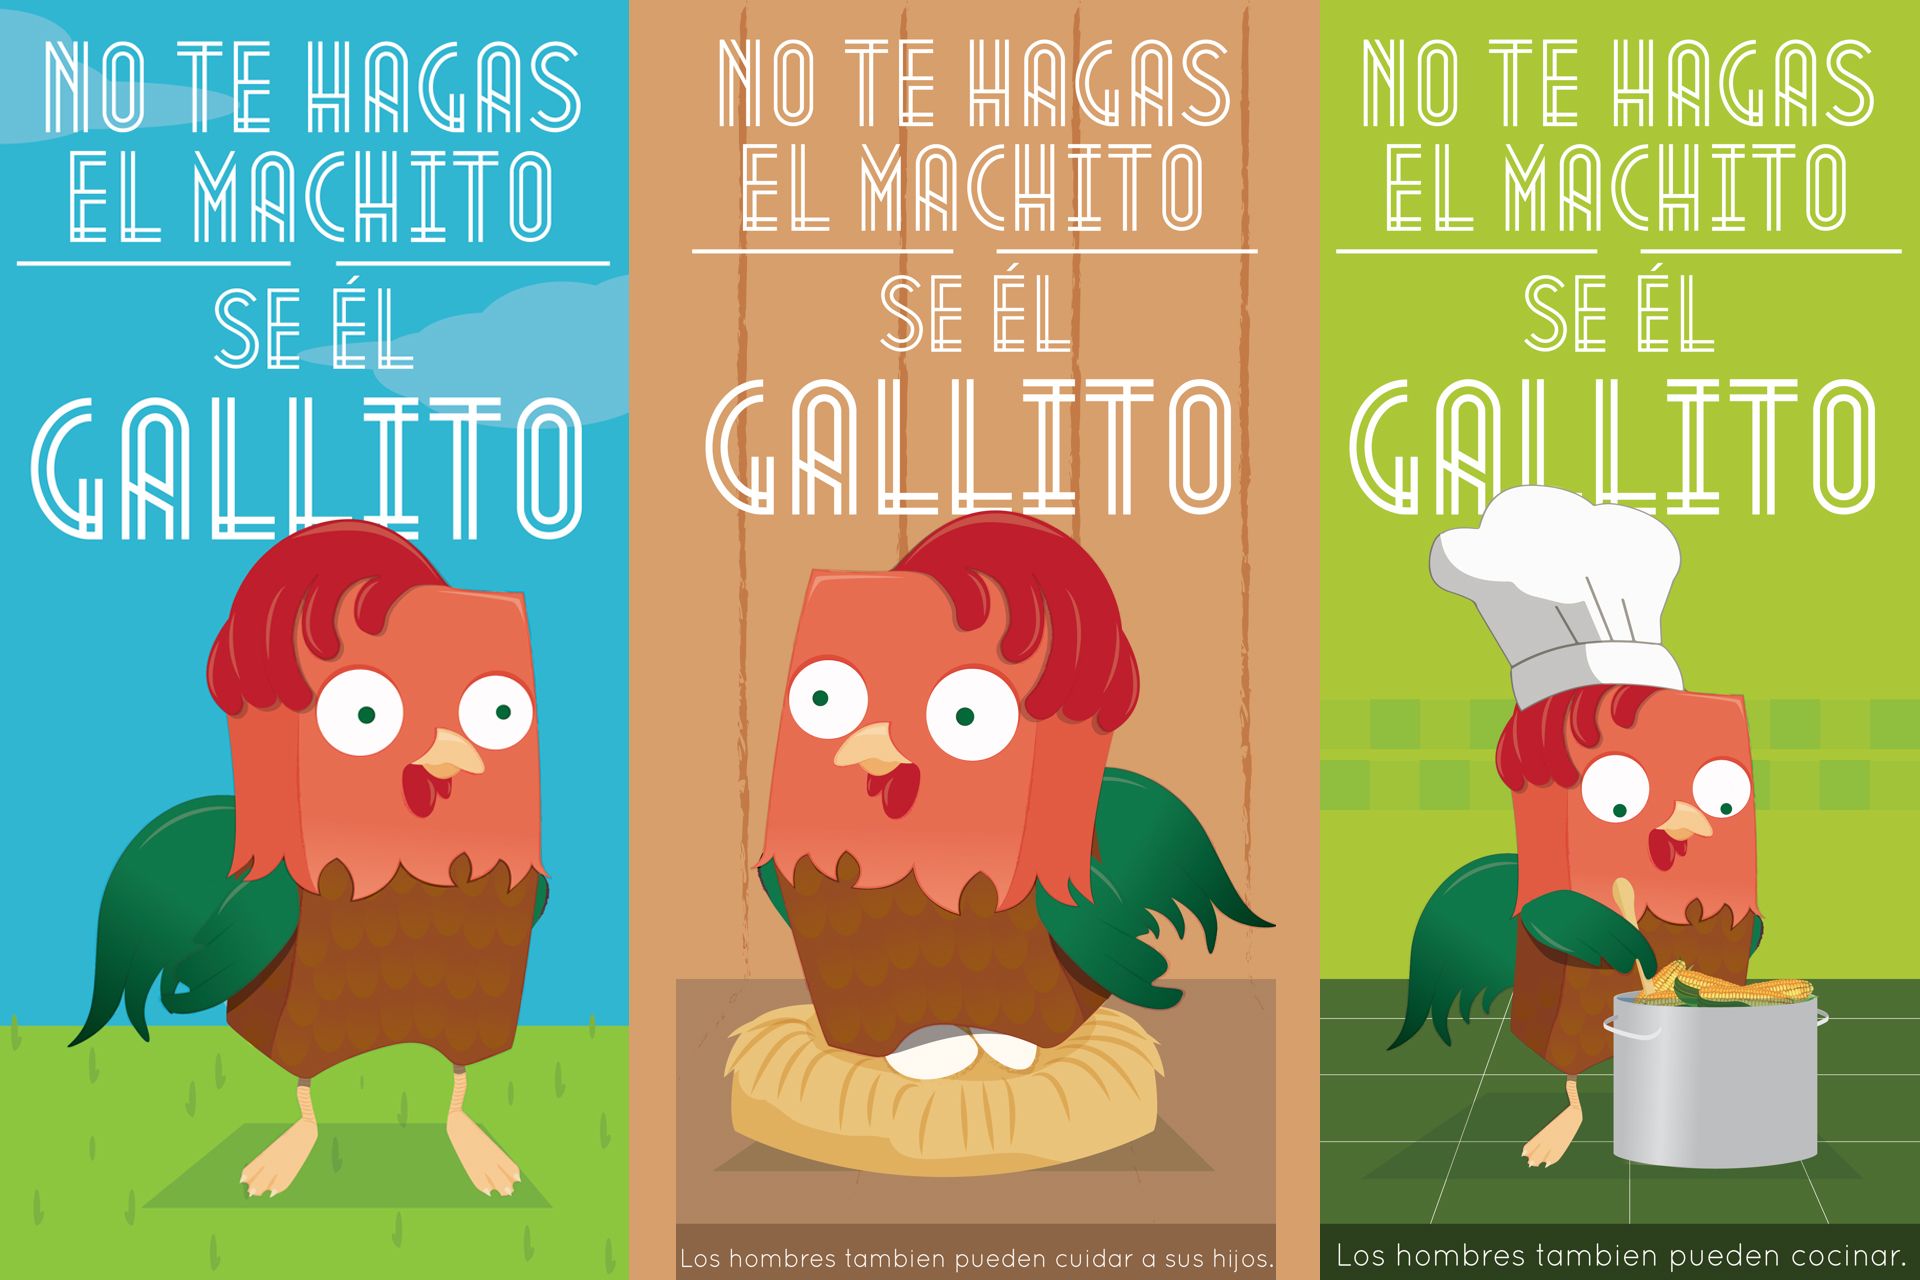 NO TE HAGAS
EL MACHITO
SE ÉL
GALLITO
NO TE HAGAS
EL MACHITO
SE ÉL
GALLITO
Los hombres tambien pueden cuidar a sus hijos.
NO TE HAGAS
EL MACHITO
SE ÉL
GALLITO
Los hombres tambien pueden cocinar.